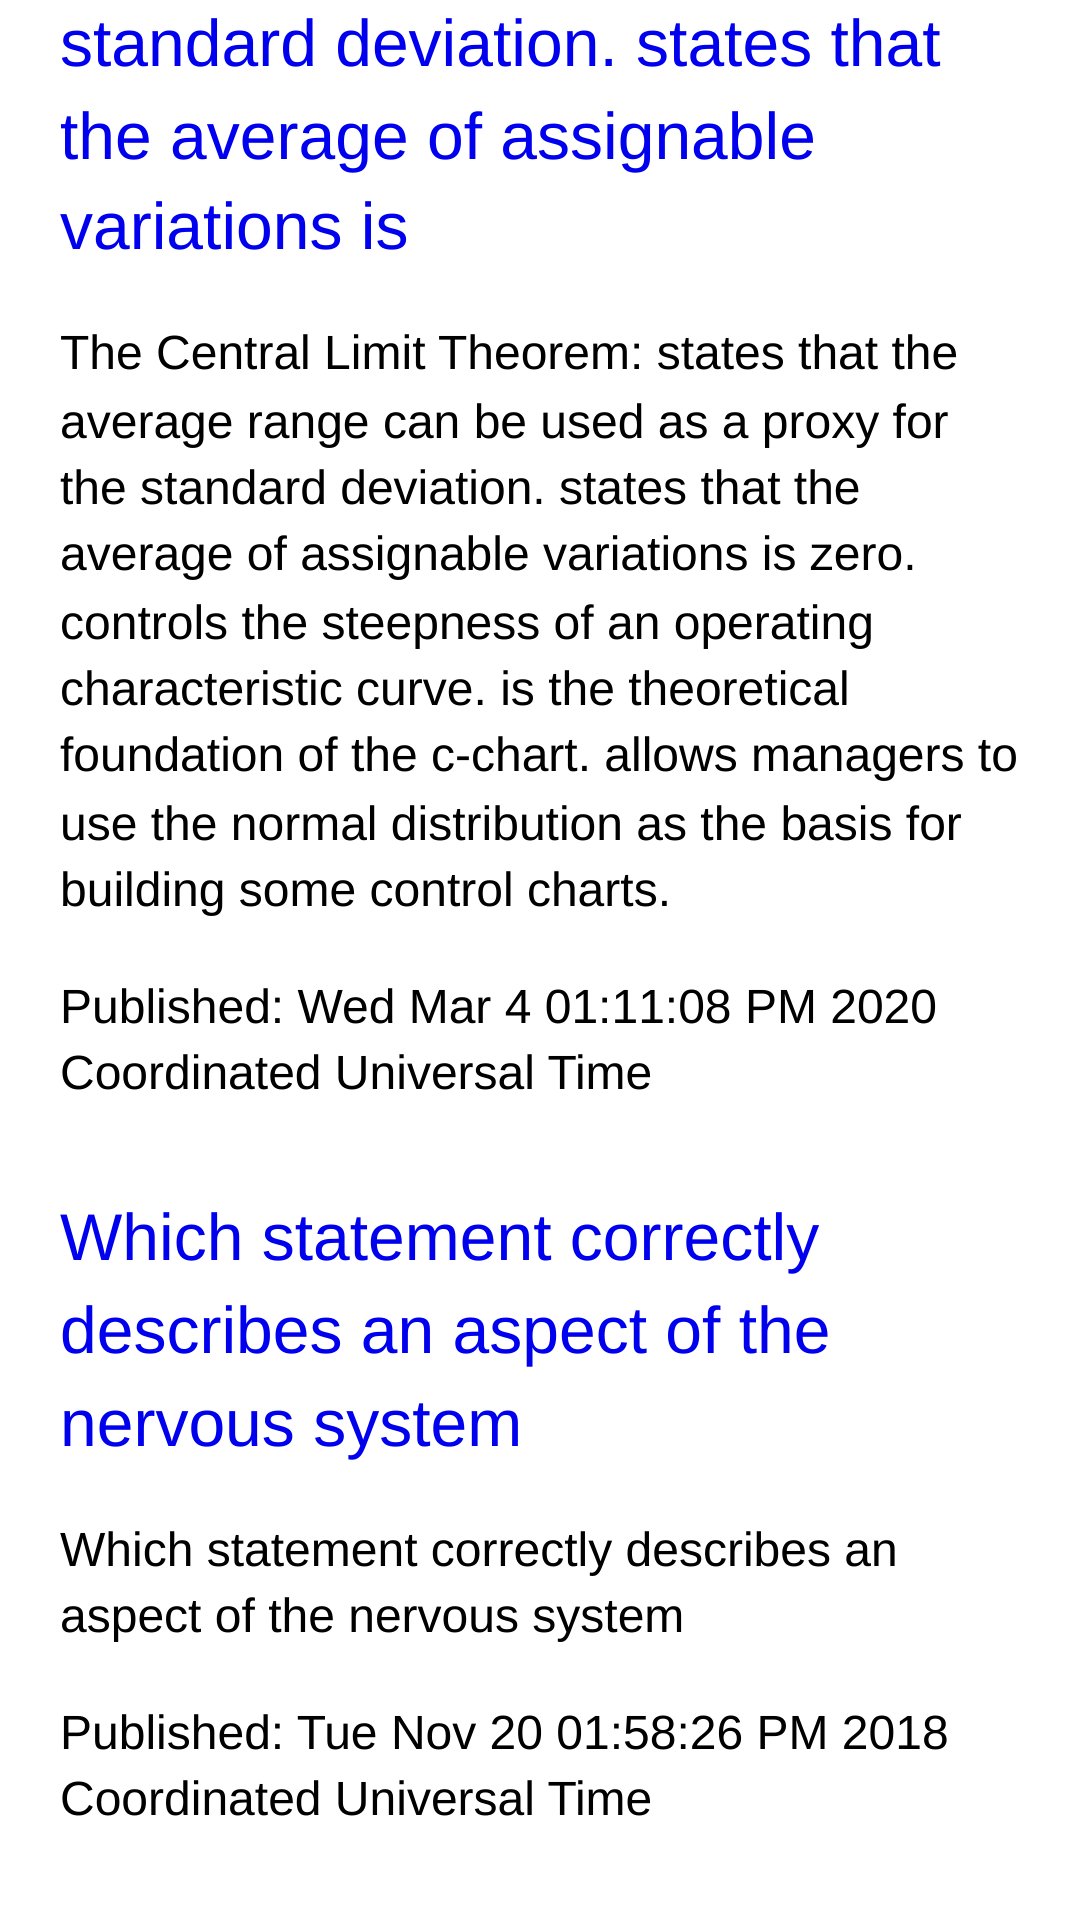 standard deviation. states that
the average of assignable
variations is
The Central Limit Theorem: states that the
average range can be used as a proxy for
the standard deviation. states that the
average of assignable variations is zero.
controls the steepness of an operating
characteristic curve. is the theoretical
foundation of the c-chart. allows managers to
use the normal distribution as the basis for
building some control charts.
Published: Wed Mar 4 01:11:08 PM 2020
Coordinated Universal Time
Which statement correctly
describes an aspect of the
nervous system
Which statement correctly describes an
aspect of the nervous system
Published: Tue Nov 20 01:58:26 PM 2018
Coordinated Universal Time